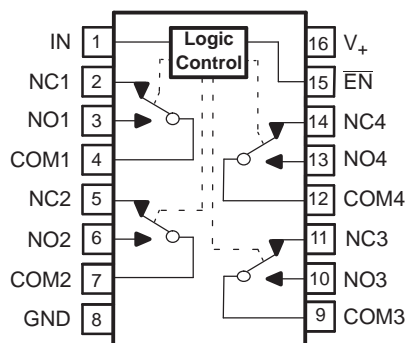 IN 1 Logic Control 16 V+
NC1 2 15 EN
NO1 3 14 NC4
COM1 4 13 NO4
NC2 5 12 COM4
NO2 6 11 NC3
COM2 7 10 NO3
GND 8 9 COM3